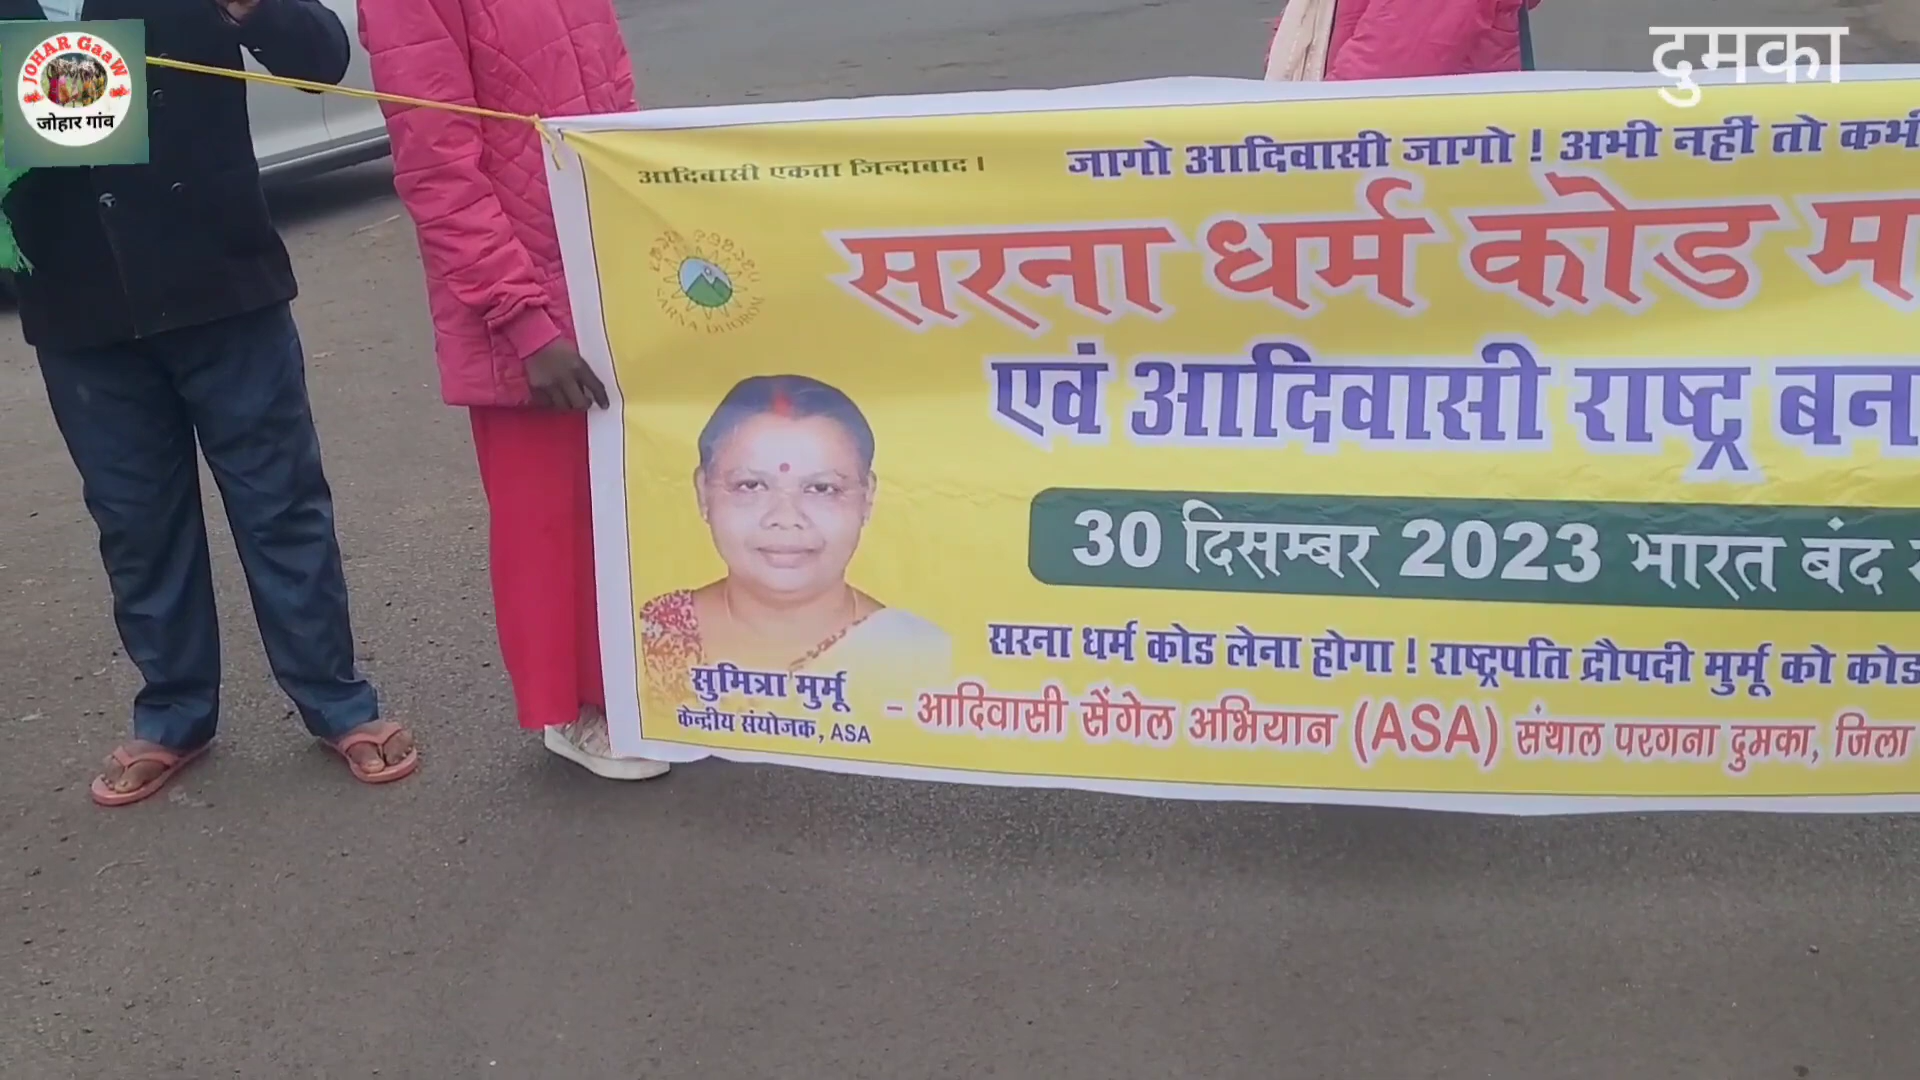 JOHAR GaaW
जोहार गांव
दुमका
आदिवासी एकता जिन्दाबाद।
जागो आदिवासी जागो! अभी नहीं तो कभी
सरना धर्म कोड म
एवं आदिवासी राष्ट्र बन
SARNA DHOROM
30 दिसम्बर 2023 भारत बंद
सरना धर्म कोड लेना होगा! राष्ट्रपति द्रौपदी मुर्मू को कोड
सुमित्रा मुर्मू
केन्द्रीय संयोजक, ASA
- आदिवासी सेंगेल अभियान (ASA) संथाल परगना दुमका, जिला